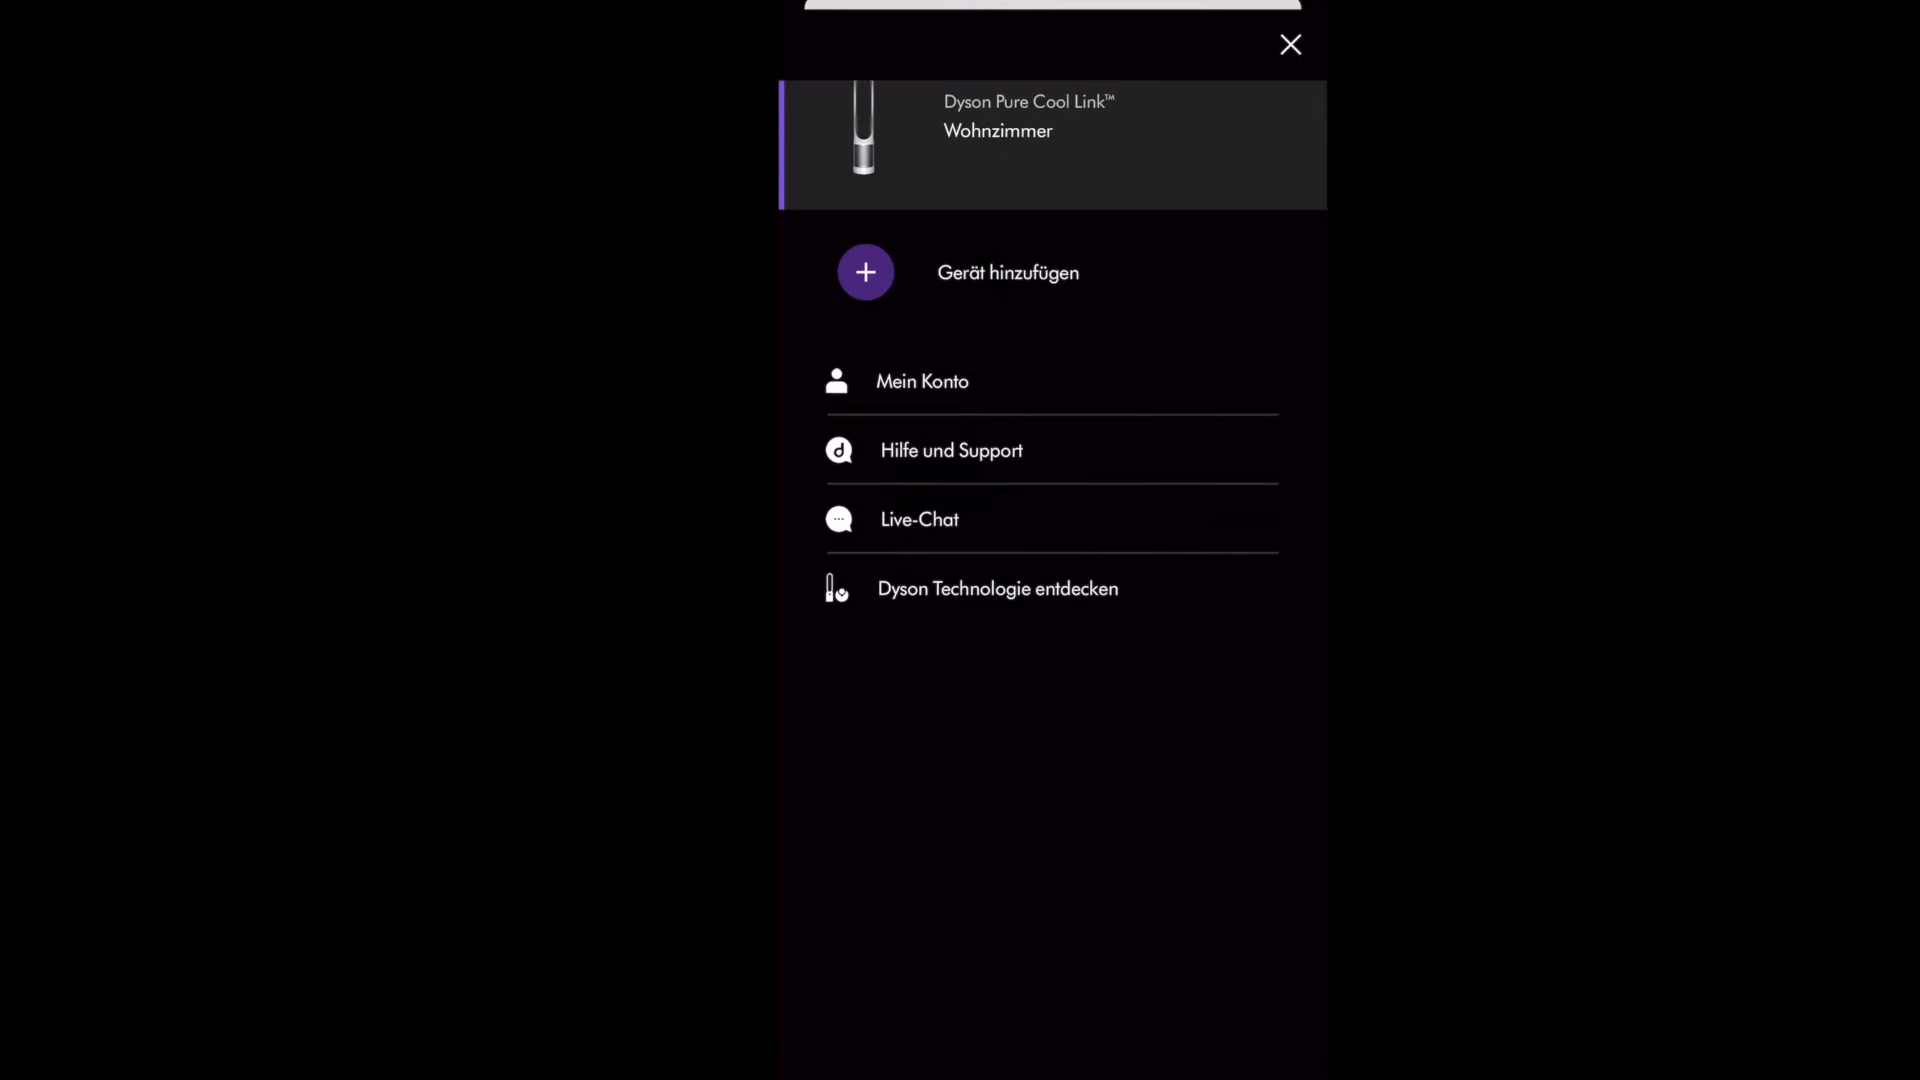 Dyson Pure Cool Link™
Wohnzimmer
Gerät hinzufügen
Mein Konto
Hilfe und Support
Live-Chat
Dyson Technologie entdecken